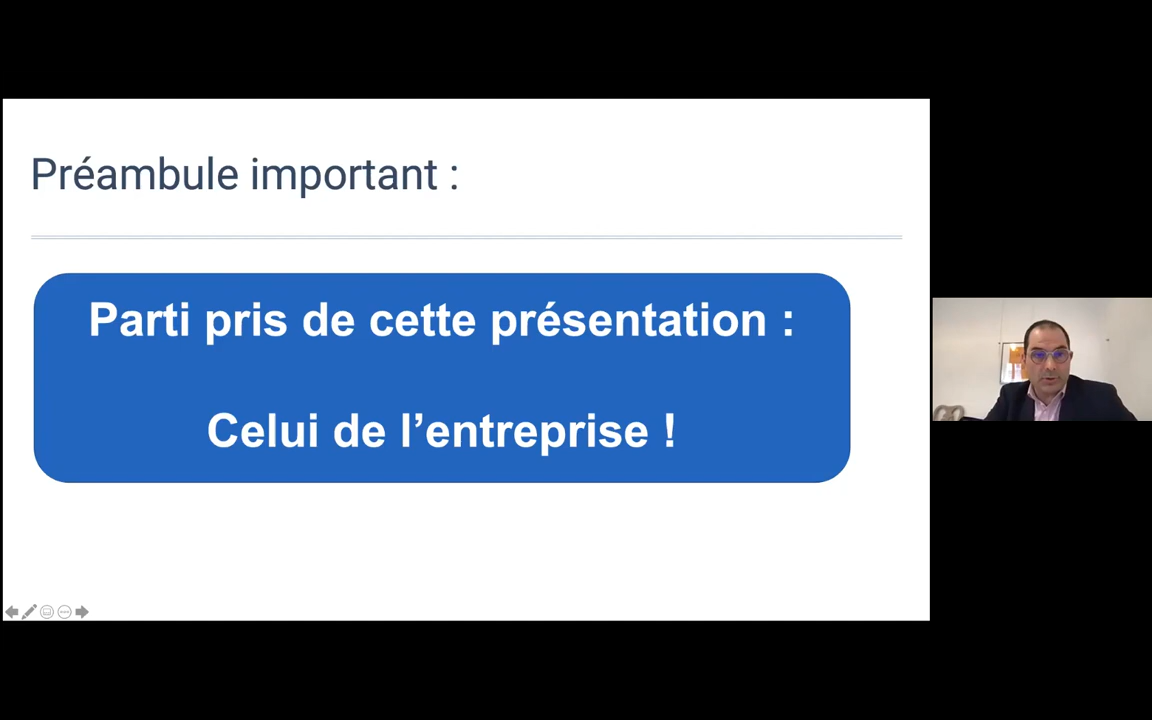 Préambule important :
Parti pris de cette présentation :
Celui de l’entreprise !